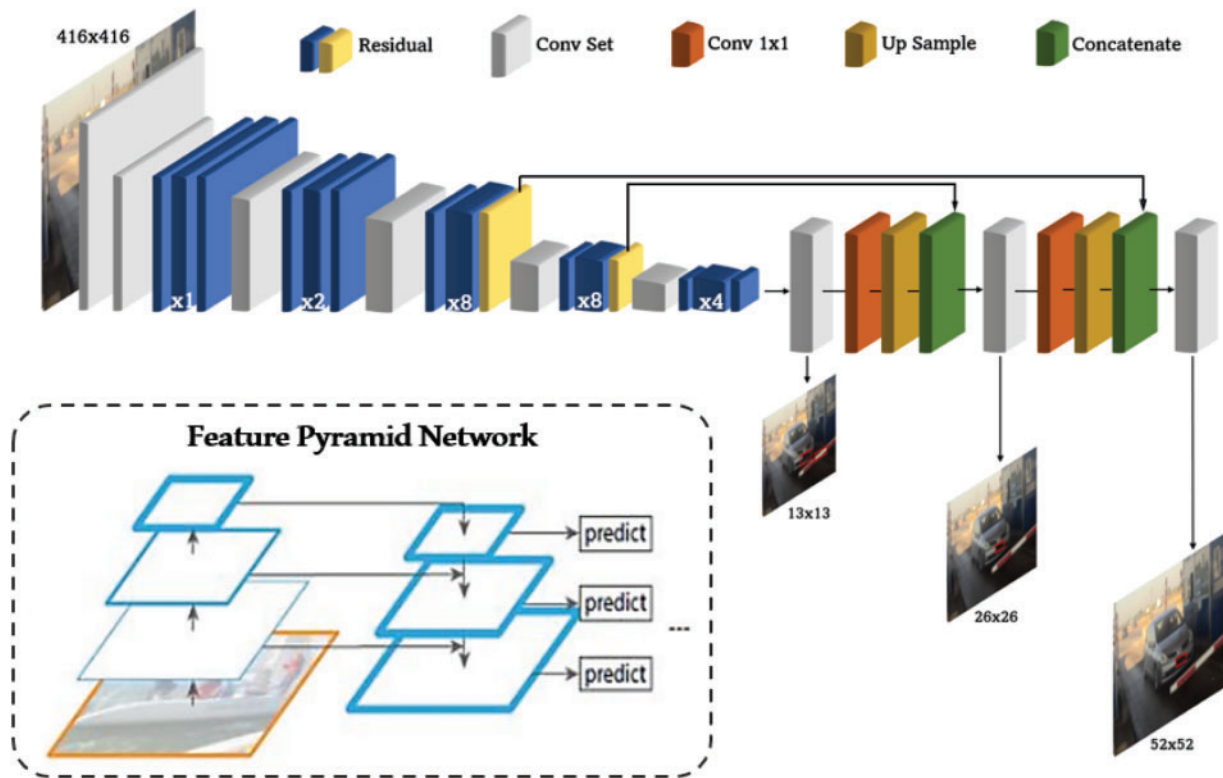 416x416
Residual
Conv Set
Conv 1x1
Up Sample
Concatenate
x1
x2
x8
x8
x4
13x13
26x26
52x52
Feature Pyramid Network
predict
predict
predict
...